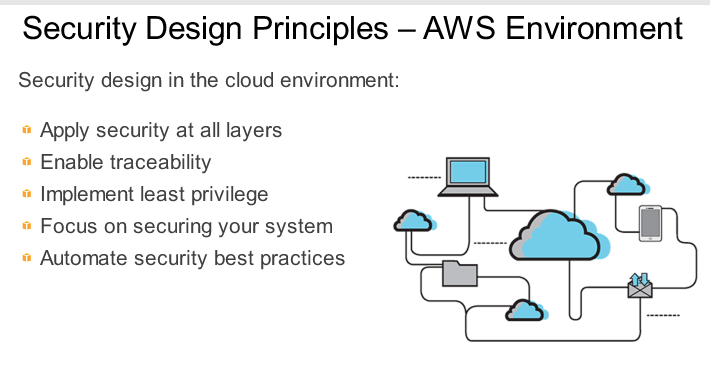 Security Design Principles – AWS Environment
Security design in the cloud environment:
Apply security at all layers
Enable traceability
Implement least privilege
Focus on securing your system
Automate security best practices